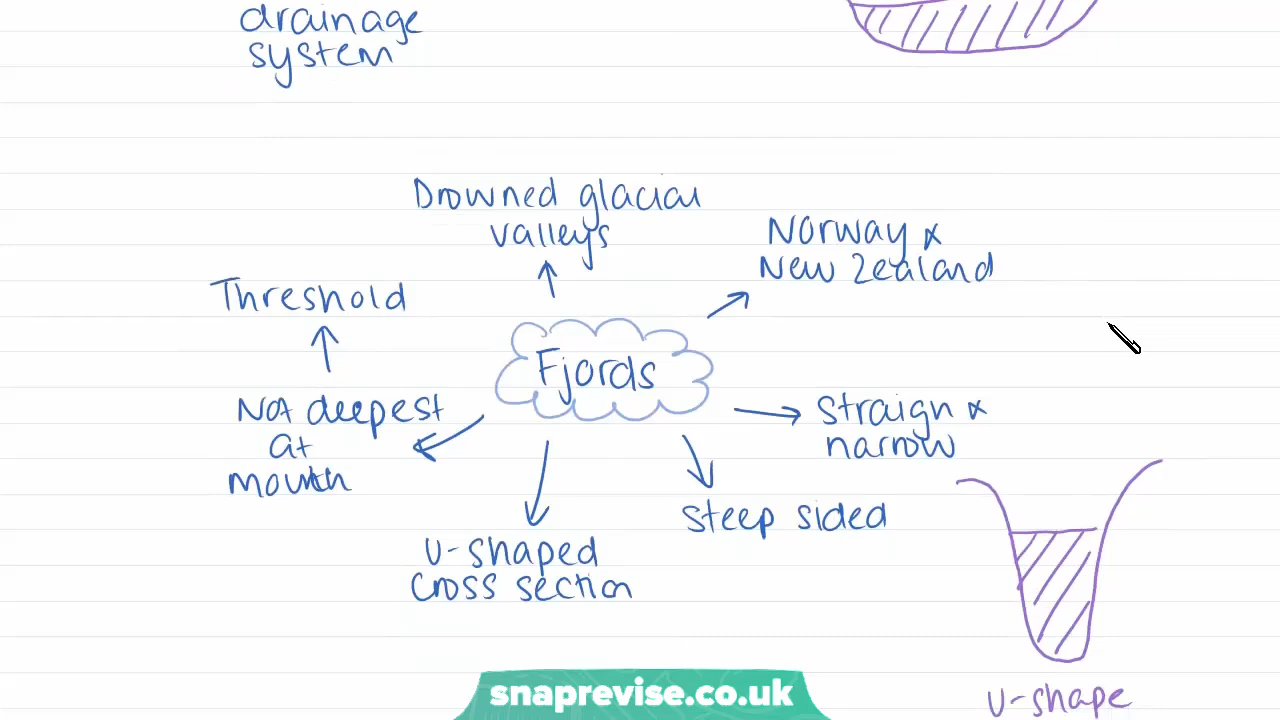 drainage
system
Drowned glacial
valleys
Norway &
New Zealand
Threshold
Fjords
Not deepest
at
mouth
Straign &
narrow
Steep sided
U-shaped
Cross section
snaprevise.co.uk
U-shape